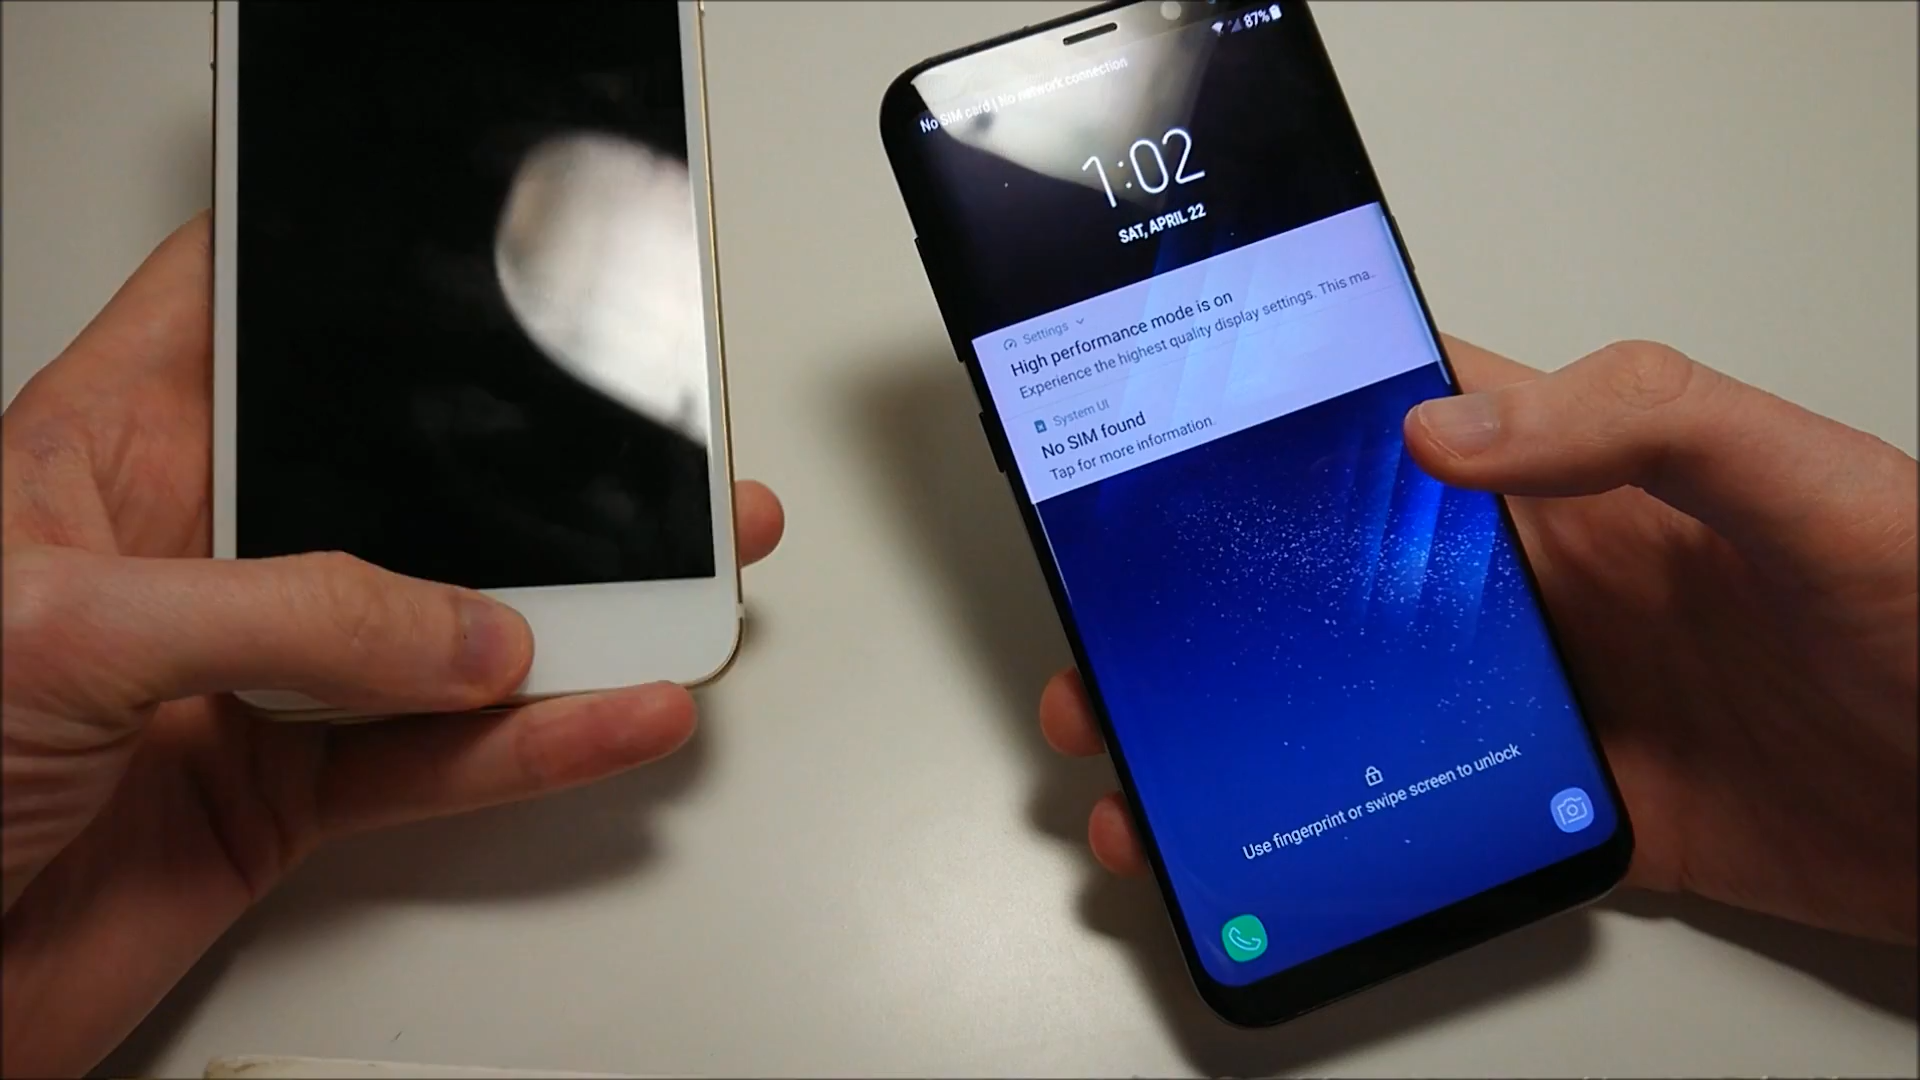 87%
No SIM card | No network connection
1:02
SAT, APRIL 22
Settings
High performance mode is on
Experience the highest quality display settings. This ma..
System UI
No SIM found
Tap for more information.
Use fingerprint or swipe screen to unlock